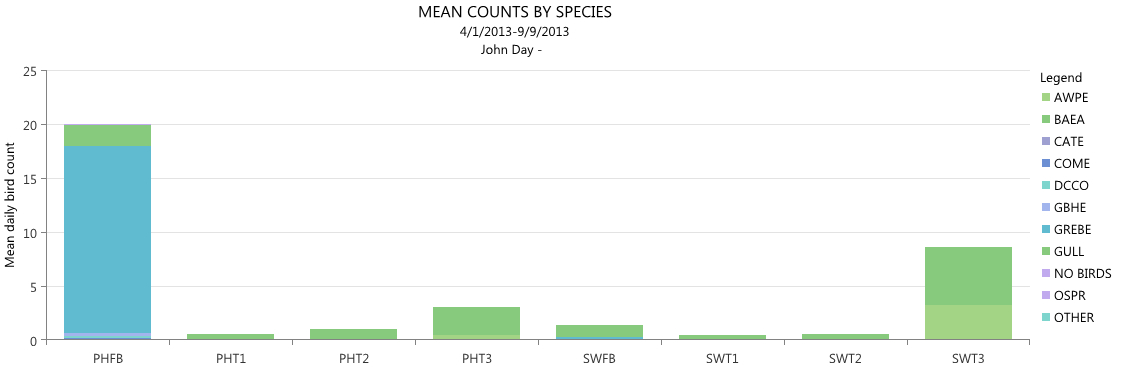 MEAN COUNTS BY SPECIES
4/1/2013-9/9/2013
John Day -
Mean daily bird count
25
20
15
10
5
0
PHFB PHT1 PHT2 PHT3 SWFB SWT1 SWT2 SWT3
Legend
AWPE
BAEA
CATE
COME
DCCO
GBHE
GREBE
GULL
NO BIRDS
OSPR
OTHER